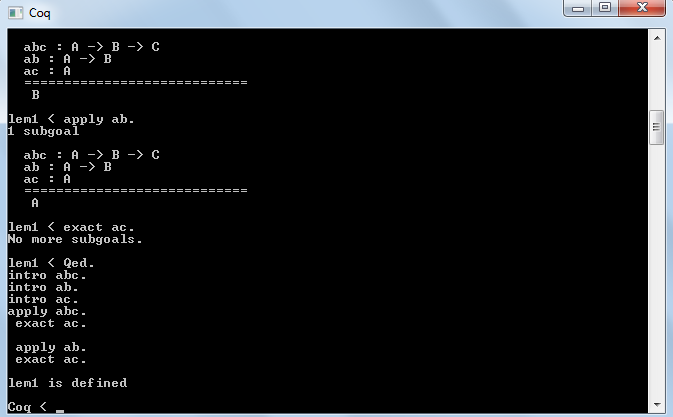 Coq
abc : A -> B -> C
ab : A -> B
ac : A
============================
B
lem1 < apply ab.
1 subgoal
abc : A -> B -> C
ab : A -> B
ac : A
============================
A
lem1 < exact ac.
No more subgoals.
lem1 < Qed.
intro abc.
intro ab.
intro ac.
apply abc.
exact ac.
apply ab.
exact ac.
lem1 is defined
Coq < _